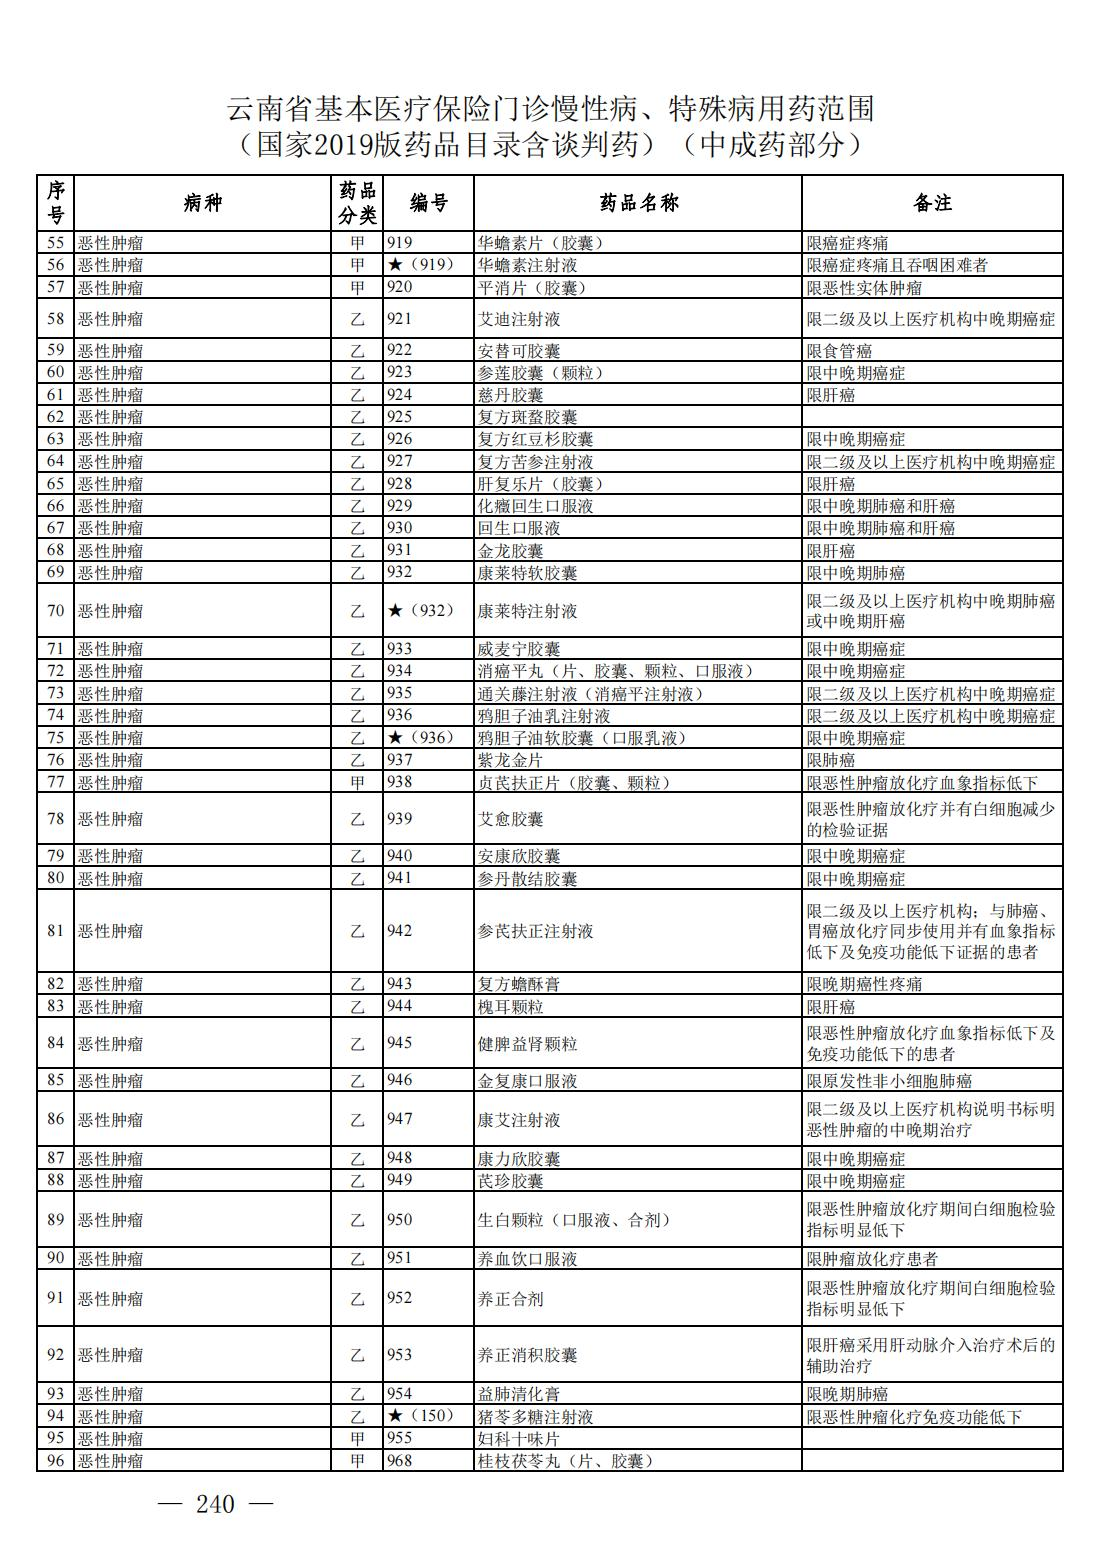 云南省基本医疗保险门诊慢性病、特殊病用药范围
（国家2019版药品目录含谈判药）（中成药部分）
序号 病种 药品分类 编号 药品名称 备注
55 恶性肿瘤 甲 919 华蟾素片（胶囊） 限癌症疼痛
56 恶性肿瘤 甲 ★（919） 华蟾素注射液 限癌症疼痛且吞咽困难者
57 恶性肿瘤 甲 920 平消片（胶囊） 限恶性实体肿瘤
58 恶性肿瘤 乙 921 艾迪注射液 限二级及以上医疗机构中晚期癌症
59 恶性肿瘤 乙 922 安替可胶囊 限食管癌
60 恶性肿瘤 乙 923 参莲胶囊（颗粒） 限中晚期癌症
61 恶性肿瘤 乙 924 慈丹胶囊 限肝癌
62 恶性肿瘤 乙 925 复方斑蝥胶囊
63 恶性肿瘤 乙 926 复方红豆杉胶囊 限中晚期癌症
64 恶性肿瘤 乙 927 复方苦参注射液 限二级及以上医疗机构中晚期癌症
65 恶性肿瘤 乙 928 肝复乐片（胶囊） 限肝癌
66 恶性肿瘤 乙 929 化癥回生口服液 限中晚期肺癌和肝癌
67 恶性肿瘤 乙 930 回生口服液 限中晚期肺癌和肝癌
68 恶性肿瘤 乙 931 金龙胶囊 限肝癌
69 恶性肿瘤 乙 932 康莱特软胶囊 限中晚期肺癌
70 恶性肿瘤 乙 ★（932） 康莱特注射液 限二级及以上医疗机构中晚期肺癌
或中晚期肝癌
71 恶性肿瘤 乙 933 威麦宁胶囊 限中晚期癌症
72 恶性肿瘤 乙 934 消癌平丸（片、胶囊、颗粒、口服液） 限中晚期癌症
73 恶性肿瘤 乙 935 通关藤注射液（消癌平注射液） 限二级及以上医疗机构中晚期癌症
74 恶性肿瘤 乙 936 鸦胆子油乳注射液 限二级及以上医疗机构中晚期癌症
75 恶性肿瘤 乙 ★（936） 鸦胆子油软胶囊（口服乳液） 限中晚期癌症
76 恶性肿瘤 乙 937 紫龙金片 限肺癌
77 恶性肿瘤 甲 938 贞芪扶正片（胶囊、颗粒） 限恶性肿瘤放化疗血象指标低下
78 恶性肿瘤 乙 939 艾愈胶囊 限恶性肿瘤放化疗并有白细胞减少
的检验证据
79 恶性肿瘤 乙 940 安康欣胶囊 限中晚期癌症
80 恶性肿瘤 乙 941 参丹散结胶囊 限中晚期癌症
81 恶性肿瘤 乙 942 参芪扶正注射液 限二级及以上医疗机构；与肺癌、
胃癌放化疗同步使用并有血象指标
低下及免疫功能低下证据的患者
82 恶性肿瘤 乙 943 复方蟾酥膏 限晚期癌性疼痛
83 恶性肿瘤 乙 944 槐耳颗粒 限肝癌
84 恶性肿瘤 乙 945 健脾益肾颗粒 限恶性肿瘤放化疗血象指标低下及
免疫功能低下的患者
85 恶性肿瘤 乙 946 金复康口服液 限原发性非小细胞肺癌
86 恶性肿瘤 乙 947 康艾注射液 限二级及以上医疗机构说明书标明
恶性肿瘤的中晚期治疗
87 恶性肿瘤 乙 948 康力欣胶囊 限中晚期癌症
88 恶性肿瘤 乙 949 芪珍胶囊 限中晚期癌症
89 恶性肿瘤 乙 950 生白颗粒（口服液、合剂） 限恶性肿瘤放化疗期间白细胞检验
指标明显低下
90 恶性肿瘤 乙 951 养血饮口服液 限肿瘤放化疗患者
91 恶性肿瘤 乙 952 养正合剂 限恶性肿瘤放化疗期间白细胞检验
指标明显低下
92 恶性肿瘤 乙 953 养正消积胶囊 限肝癌采用肝动脉介入治疗术后的
辅助治疗
93 恶性肿瘤 乙 954 益肺清化膏 限晚期肺癌
94 恶性肿瘤 乙 ★（150） 猪苓多糖注射液 限恶性肿瘤化疗免疫功能低下
95 恶性肿瘤 甲 955 妇科十味片
96 恶性肿瘤 甲 968 桂枝茯苓丸（片、胶囊）
— 240 —